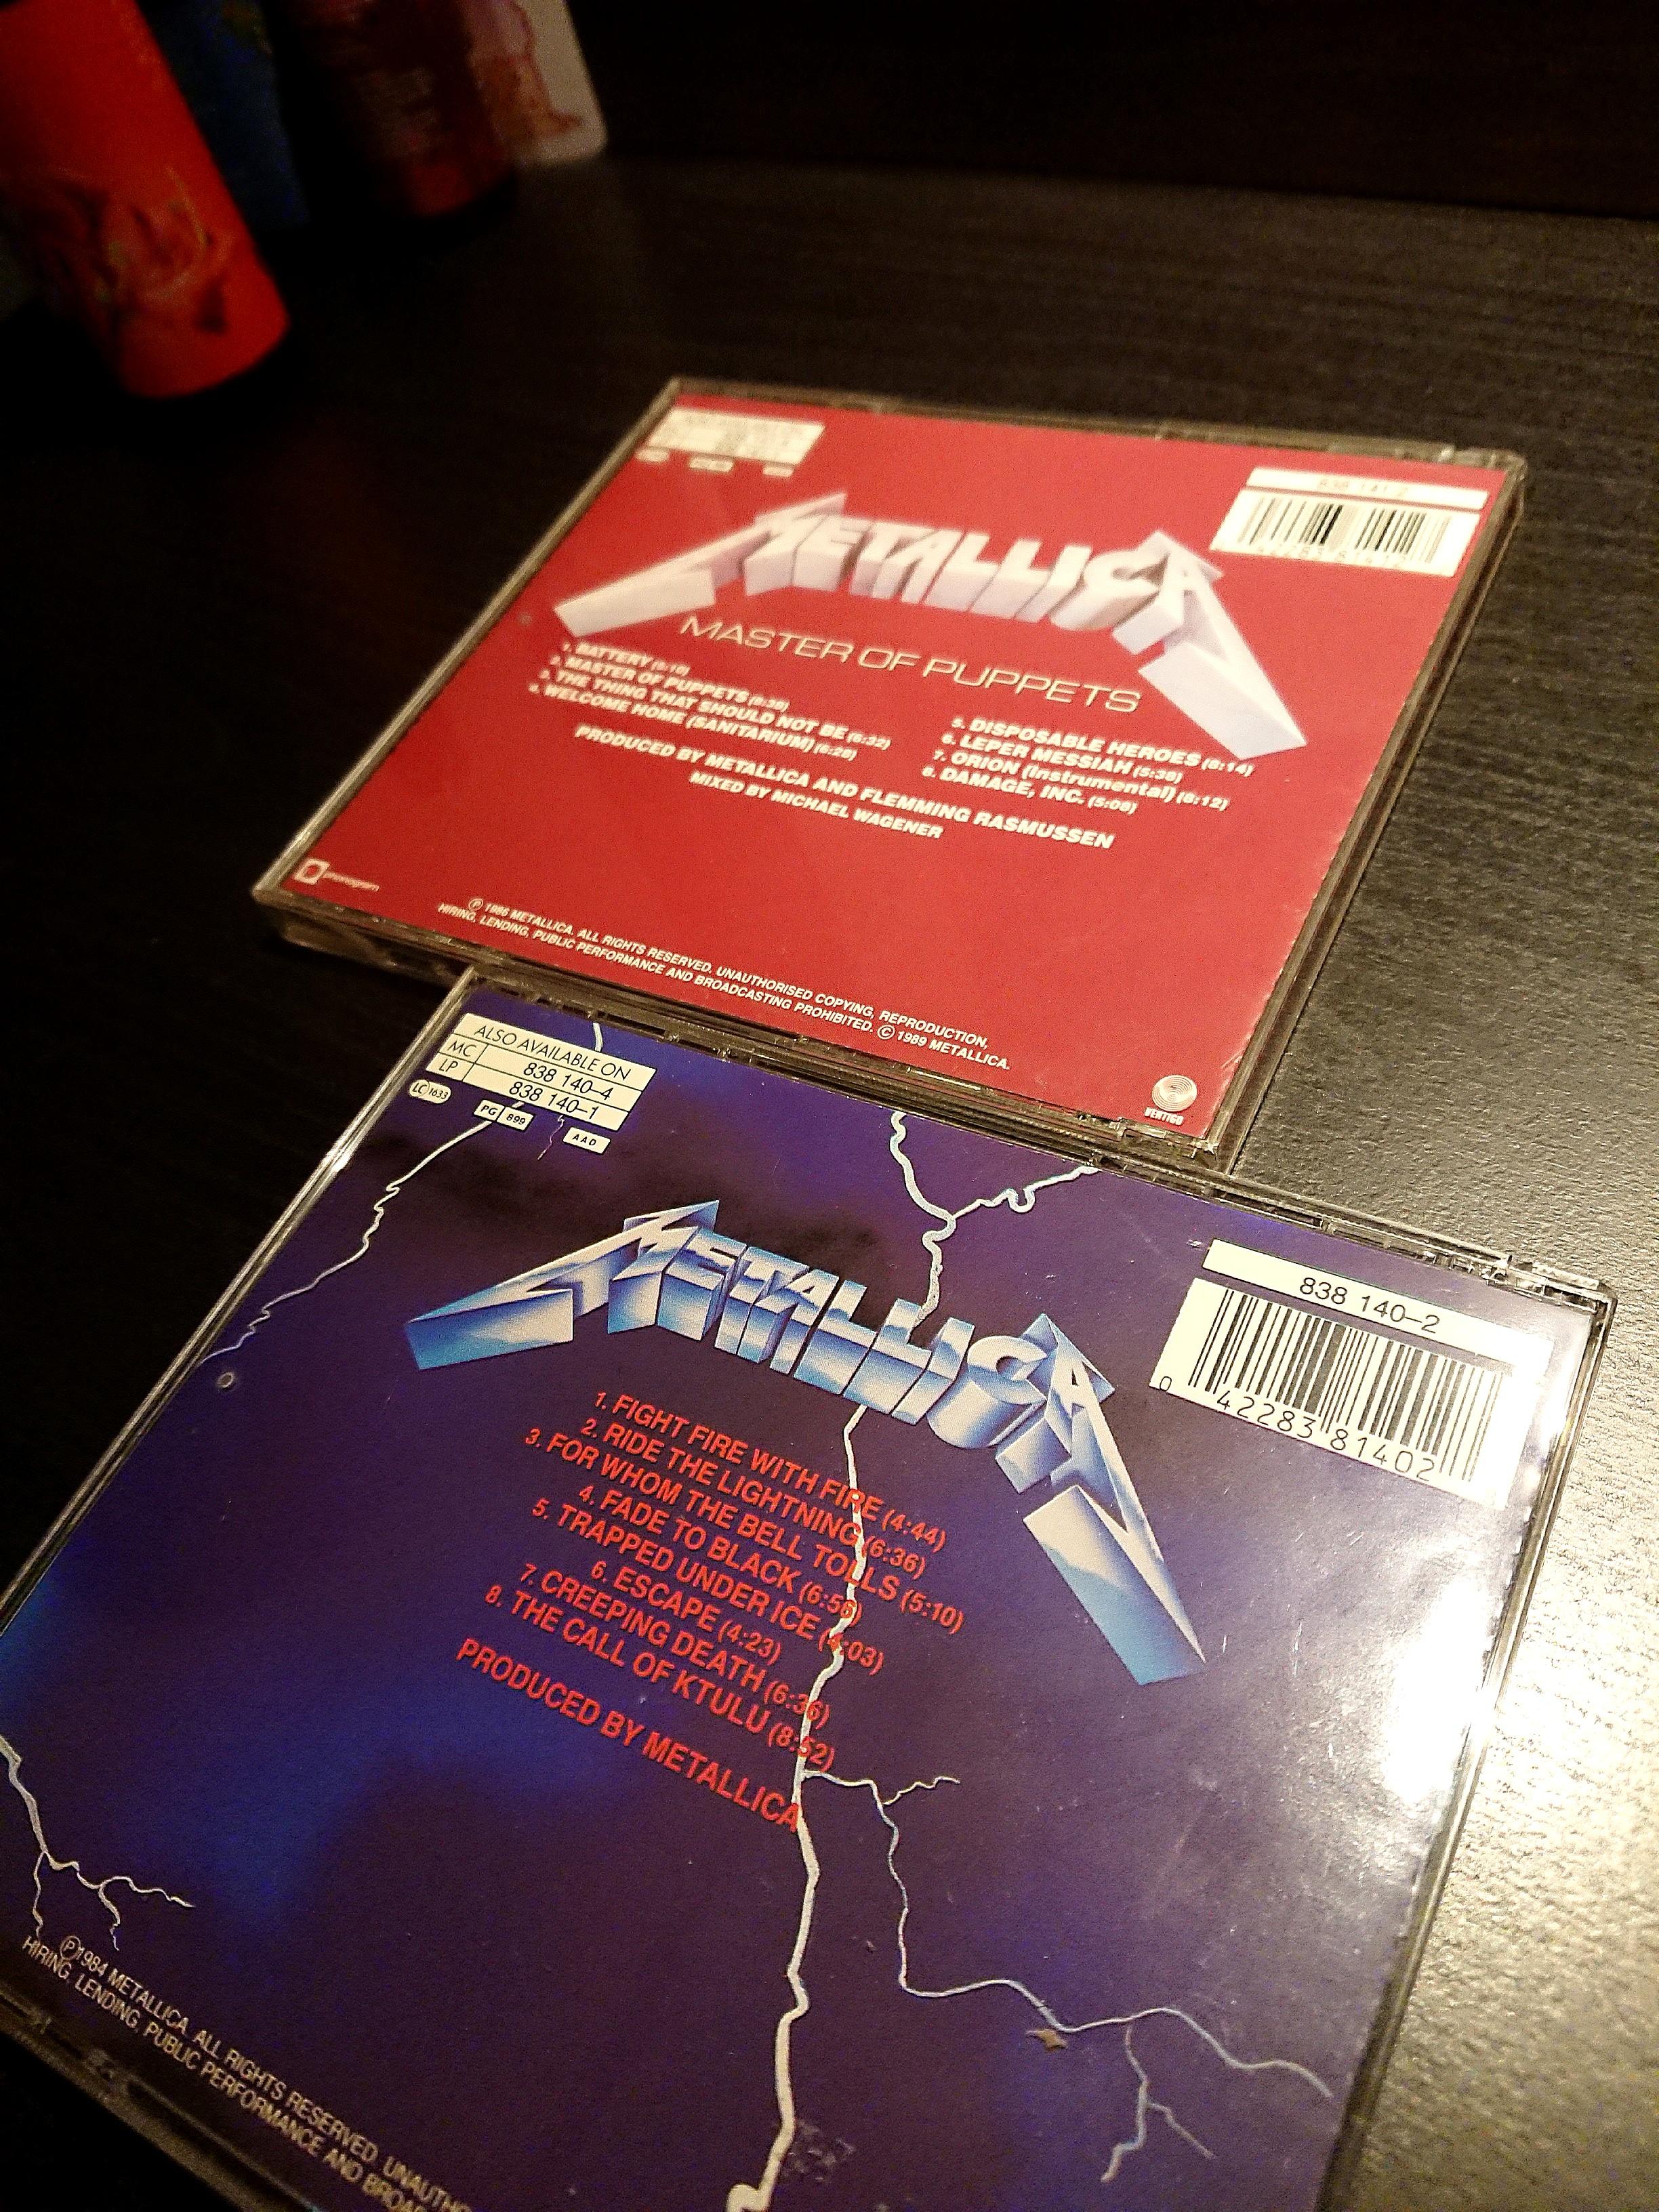 838 141-2
METALLICA
MASTER OF PUPPETS
1. BATTERY (5:10)
2. MASTER OF PUPPETS (8:38)
3. THE THING THAT SHOULD NOT BE (6:32)
4. WELCOME HOME (SANITARIUM) (6:28)
5. DISPOSABLE HEROES (8:14)
6. LEPER MESSIAH (5:38)
7. ORION (Instrumental) (8:12)
8. DAMAGE, INC. (5:08)
PRODUCED BY METALLICA AND FLEMMING RASMUSSEN
MIXED BY MICHAEL WAGENER
phonogram
Ⓟ 1986 METALLICA. ALL RIGHTS RESERVED. UNAUTHORISED COPYING, REPRODUCTION,
HIRING, LENDING, PUBLIC PERFORMANCE AND BROADCASTING PROHIBITED. © 1989 METALLICA.
VERTIGO
ALSO AVAILABLE ON
MC 838 140-4
LP 838 140-1
LC 1633
PG 899
AAD
838 140-2
0 42283 81402
METALLICA
1. FIGHT FIRE WITH FIRE (4:44)
2. RIDE THE LIGHTNING (6:36)
3. FOR WHOM THE BELL TOLLS (5:10)
4. FADE TO BLACK (6:56)
5. TRAPPED UNDER ICE (4:03)
6. ESCAPE (4:23)
7. CREEPING DEATH (6:36)
8. THE CALL OF KTULU (8:52)
PRODUCED BY METALLICA
Ⓟ 1984 METALLICA. ALL RIGHTS RESERVED. UNAUTHO
HIRING, LENDING, PUBLIC PERFORMANCE AND BROA